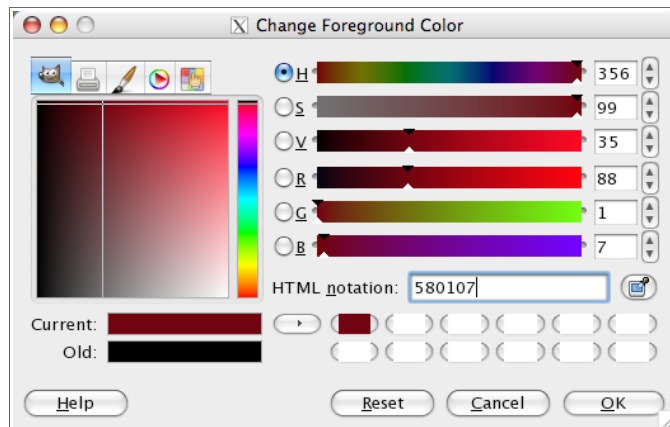 Change Foreground Color
H 356
S 99
V 35
R 88
G 1
B 7
HTML notation: 580107
Current:
Old:
Help Reset Cancel OK